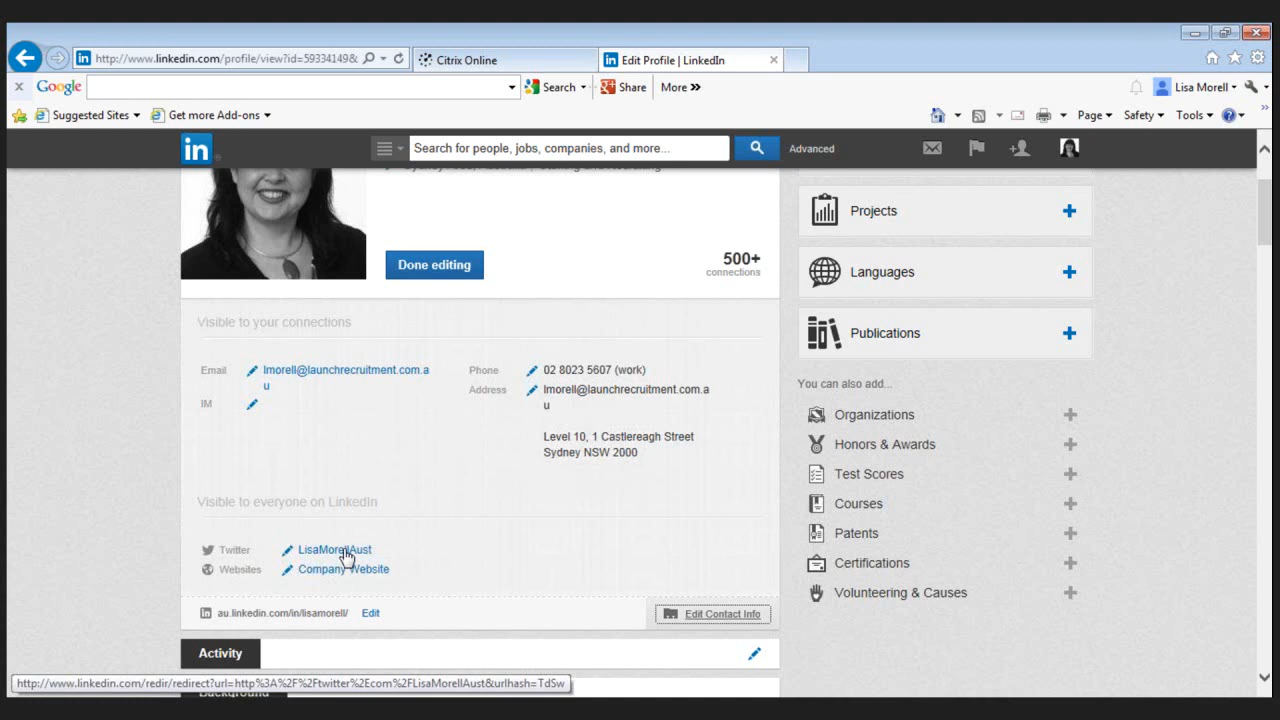 http://www.linkedin.com/profile/view?id=59334149&
Citrix Online
Edit Profile | LinkedIn
Google
Search
Share
More »
Lisa Morell
Suggested Sites
Get more Add-ons
Page
Safety
Tools
in
Search for people, jobs, companies, and more...
Advanced
Done editing
500+
connections
Visible to your connections
Email
lmorell@launchrecruitment.com.a
u
IM
Phone
02 8023 5607 (work)
Address
lmorell@launchrecruitment.com.a
u
Level 10, 1 Castlereagh Street
Sydney NSW 2000
Visible to everyone on LinkedIn
Twitter
LisaMorellAust
Websites
Company Website
au.linkedin.com/in/lisamorell/
Edit
Edit Contact Info
Activity
Background
Projects
Languages
Publications
You can also add...
Organizations
Honors & Awards
Test Scores
Courses
Patents
Certifications
Volunteering & Causes
http://www.linkedin.com/redir/redirect?url=http%3A%2F%2Ftwitter%2Ecom%2FLisaMorellAust&urlhash=TdSw